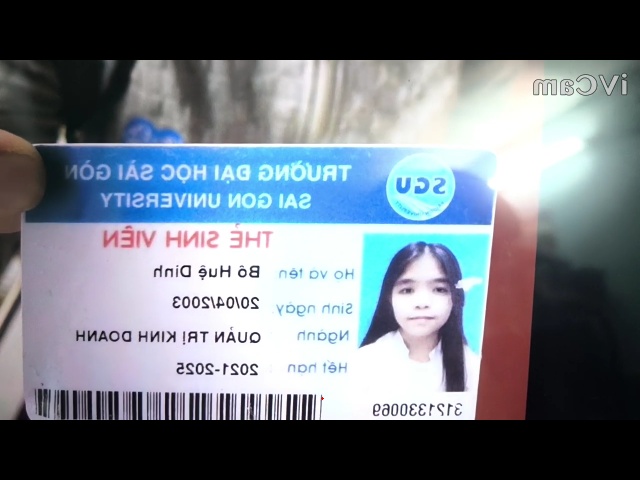 iVCam
TRƯỜNG ĐẠI HỌC SÀI GÒN
SAI GON UNIVERSITY
SGU
THẺ SINH VIÊN
Họ và tên Bô Huệ Dinh
Sinh ngày 20/04/2003
Ngành QUẢN TRỊ KINH DOANH
Hết hạn 2021-2025
3121330069